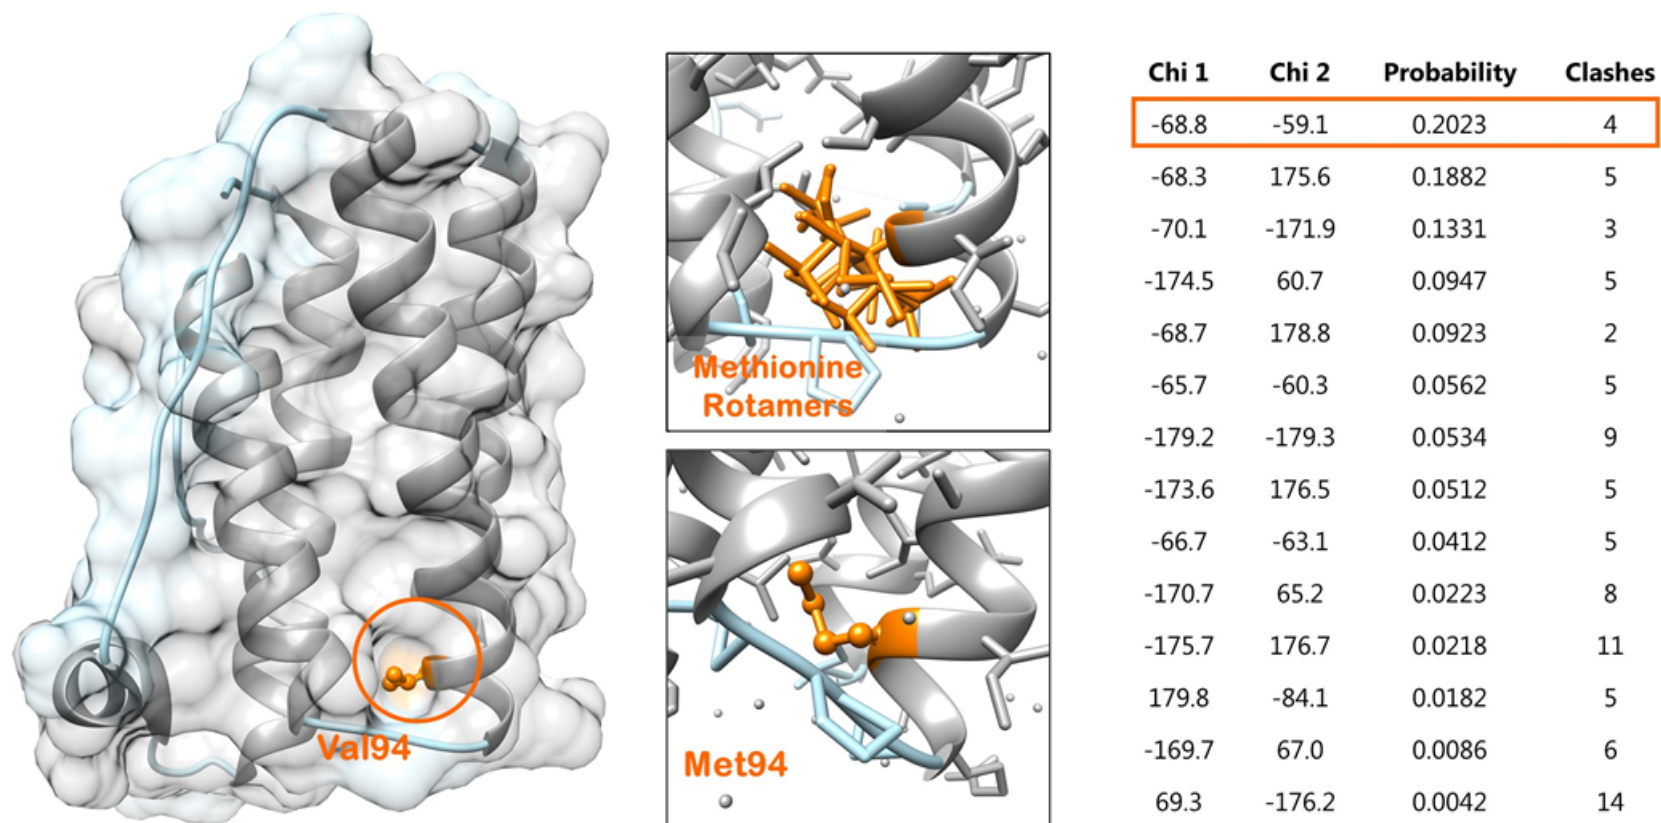 Val94
Methionine
Rotamers
Met94
Chi 1 Chi 2 Probability Clashes
-68.8 -59.1 0.2023 4
-68.3 175.6 0.1882 5
-70.1 -171.9 0.1331 3
-174.5 60.7 0.0947 5
-68.7 178.8 0.0923 2
-65.7 -60.3 0.0562 5
-179.2 -179.3 0.0534 9
-173.6 176.5 0.0512 5
-66.7 -63.1 0.0412 5
-170.7 65.2 0.0223 8
-175.7 176.7 0.0218 11
179.8 -84.1 0.0182 5
-169.7 67.0 0.0086 6
69.3 -176.2 0.0042 14